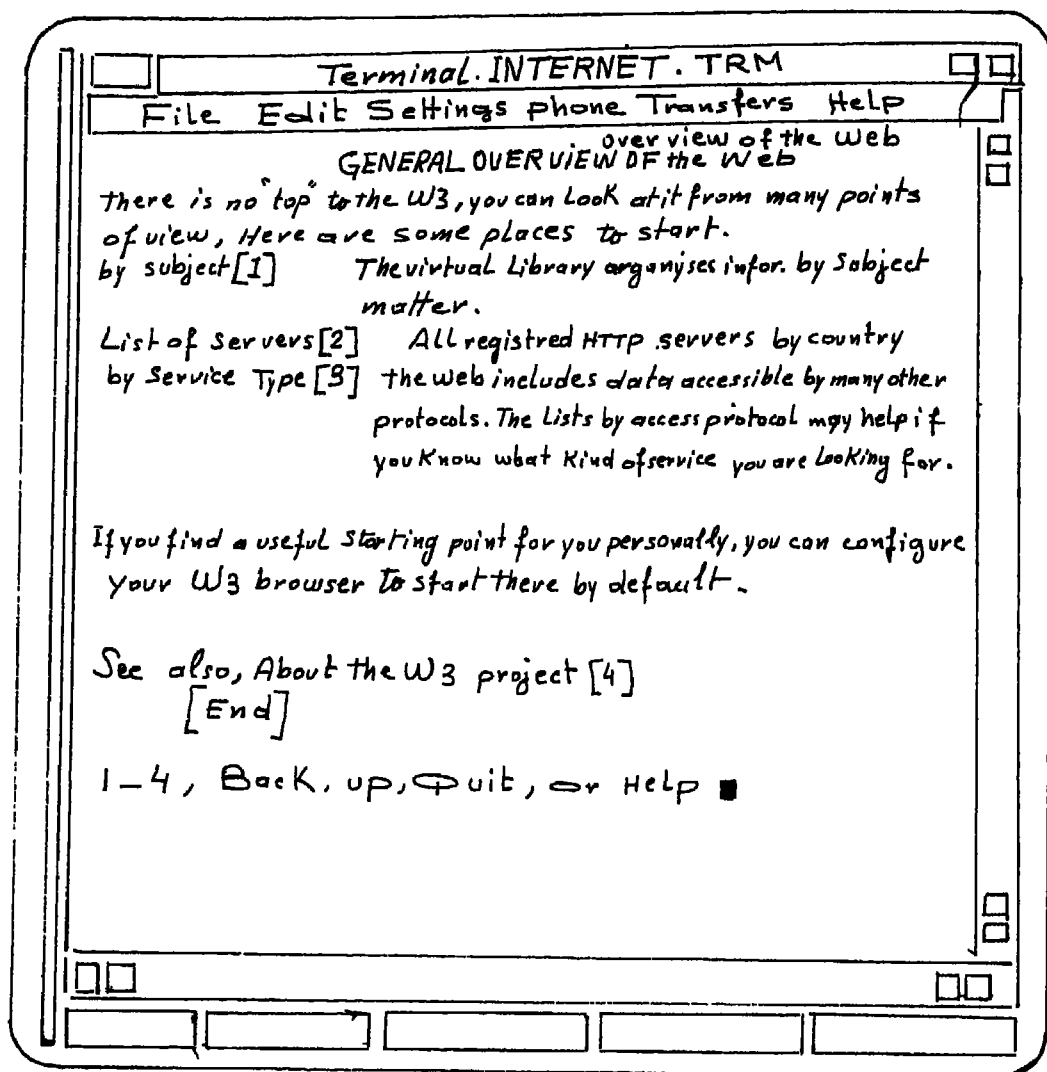 Terminal.INTERNET.TRM
File Edit Settings phone Transfers Help
over view of the Web
GENERAL OVERVIEW OF the Web
there is no "top" to the W3, you can Look at it from many points
of view, Here are some places to start.
by subject [1] The virtual Library organyses infor. by Subject
matter.
List of servers [2] All registred HTTP servers by country
by Service Type [3] the web includes data accessible by many other
protocols. The Lists by access protocol may help if
you Know what Kind of service you are Looking for.
If you find a useful Starting point for you personally, you can configure
your W3 browser to start there by default.
See also, About the W3 project [4]
[End]
1-4, Back, up, Quit, or Help